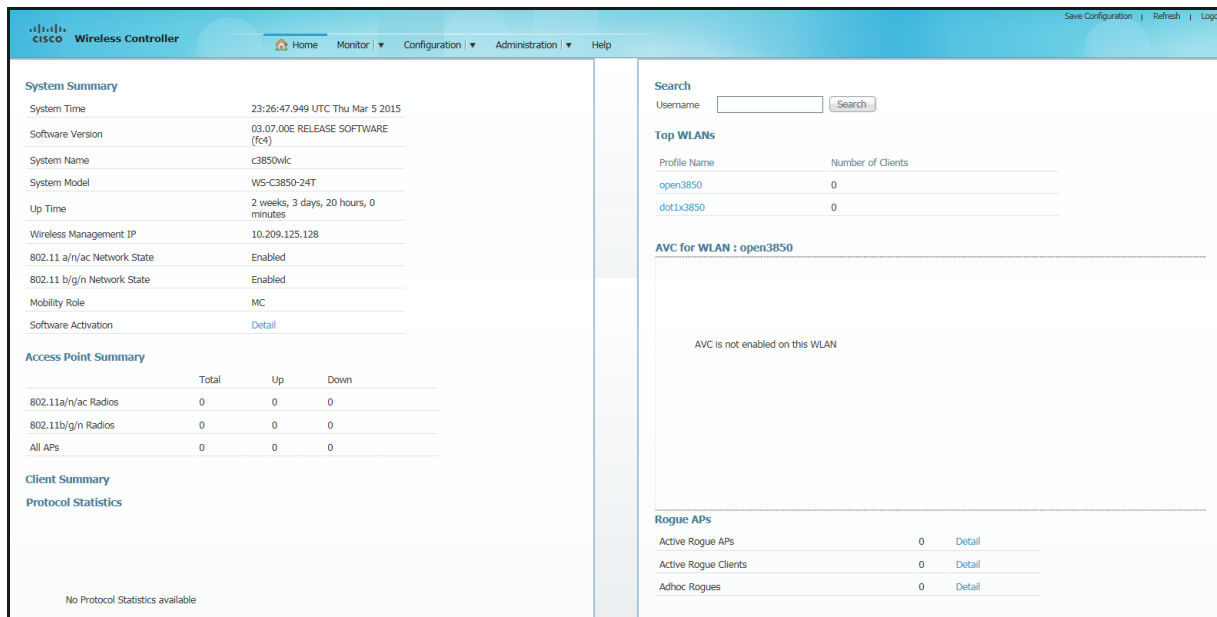 Save Configuration | Refresh |
CISCO Wireless Controller
Home Monitor | Configuration | Administration | Help
System Summary
System Time 23:26:47.949 UTC Thu Mar 5 2015
Software Version 03.07.00E RELEASE SOFTWARE
(fc4)
System Name c3850wlc
System Model WS-C3850-24T
Up Time 2 weeks, 3 days, 20 hours, 0
minutes
Wireless Management IP 10.209.125.128
802.11 a/n/ac Network State Enabled
802.11 b/g/n Network State Enabled
Mobility Role MC
Software Activation Detail
Access Point Summary
Total Up Down
802.11a/n/ac Radios 0 0 0
802.11b/g/n Radios 0 0 0
All APs 0 0 0
Client Summary
Protocol Statistics
No Protocol Statistics available
Search
Username Search
Top WLANs
Profile Name Number of Clients
open3850 0
dot1x3850 0
AVC for WLAN : open3850
AVC is not enabled on this WLAN
Rogue APs
Active Rogue APs 0 Detail
Active Rogue Clients 0 Detail
Adhoc Rogues 0 Detail